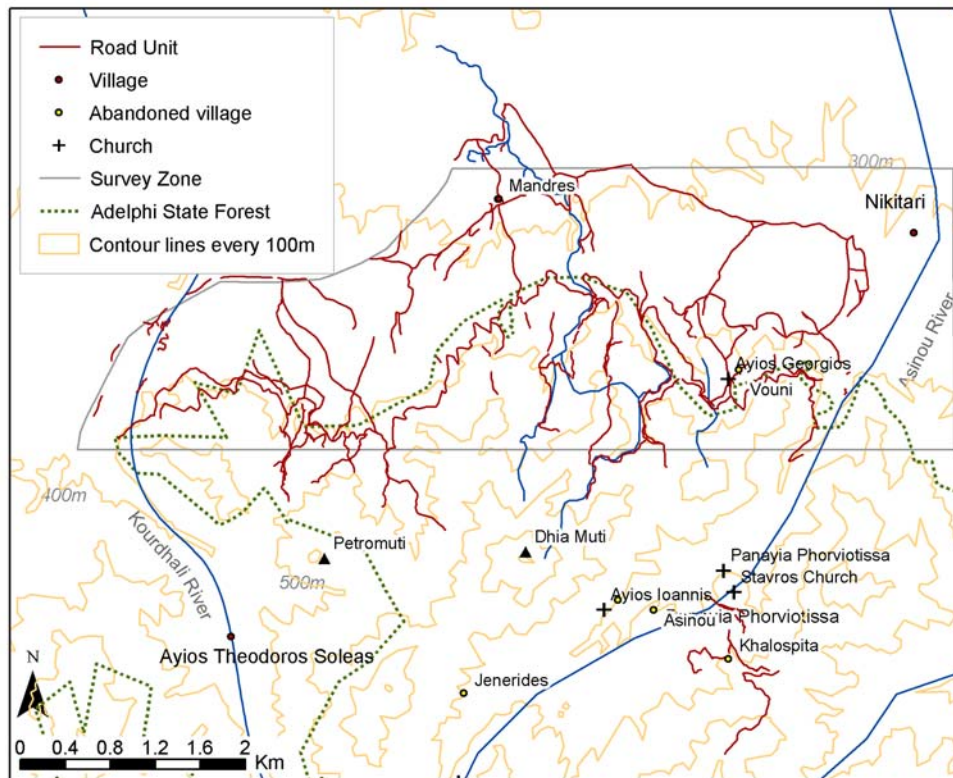 Road Unit
Village
Abandoned village
Church
Survey Zone
Adelphi State Forest
Contour lines every 100m
300m
Mandres
Nikitari
Asinou River
Ayios Georgios
Vouni
400m
Kourdhali River
Petromuti
500m
Dhia Muti
Panayia Phorviotissa
Stavros Church
Ayios Ioannis
Phorviotissa
Asinou
Khalospita
Ayios Theodoros Soleas
Jenerides
N
0 0.4 0.8 1.2 1.6 2
Km